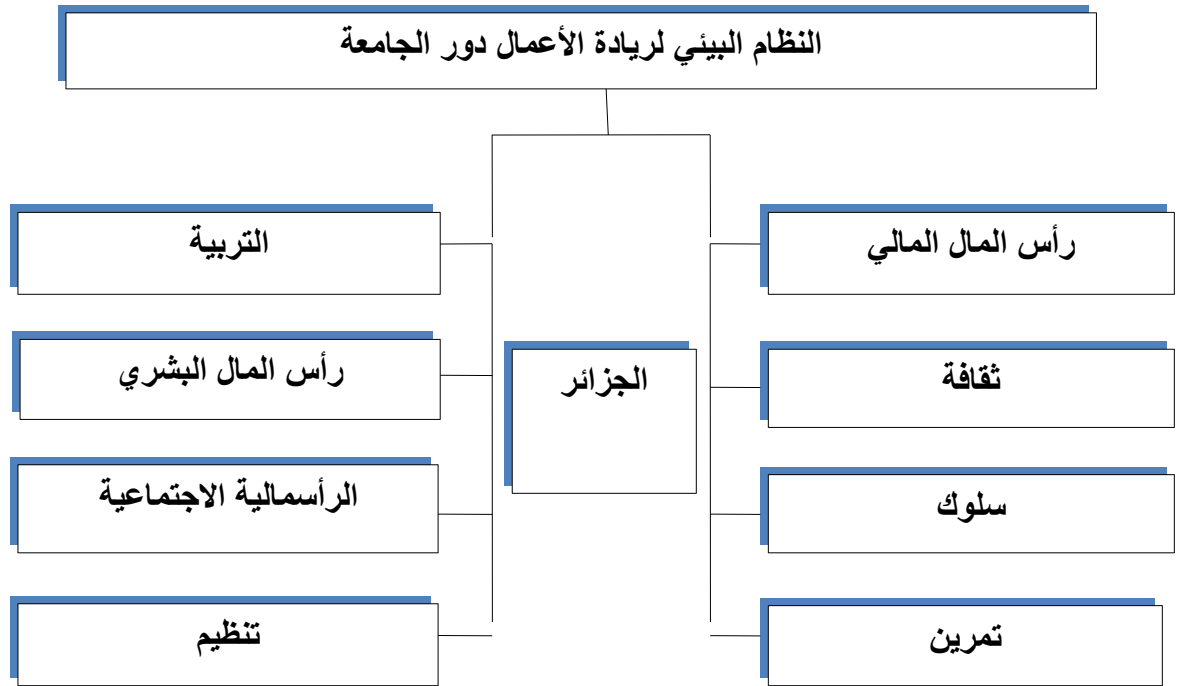 النظام البيئي لريادة الأعمال دور الجامعة
رأس المال المالي
التربية
رأس المال البشري
ثقافة
الجزائر
الرأسمالية الاجتماعية
سلوك
تنظيم
تمرين